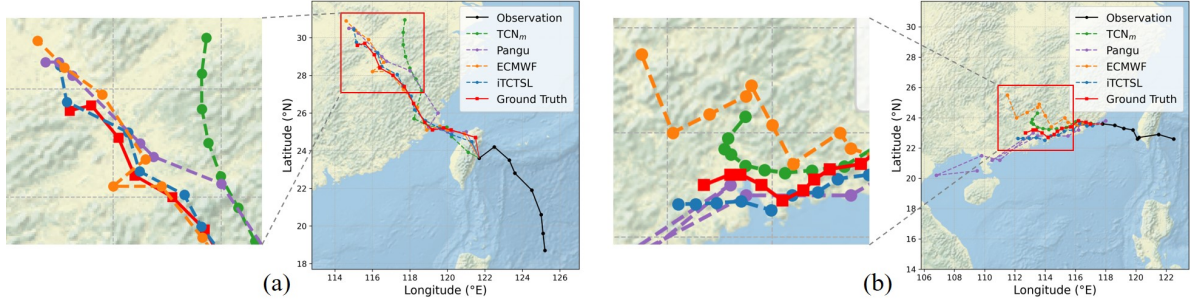 Observation
TCNm
Pangu
ECMWF
iTCTSL
Ground Truth
Latitude (°N)
30
28
26
24
22
20
18
114 116 118 120 122 124 126
Longitude (°E)
(a)
Observation
TCNm
Pangu
ECMWF
iTCTSL
Ground Truth
Latitude (°N)
30
28
26
24
22
20
18
16
14
106 108 110 112 114 116 118 120 122
Longitude (°E)
(b)